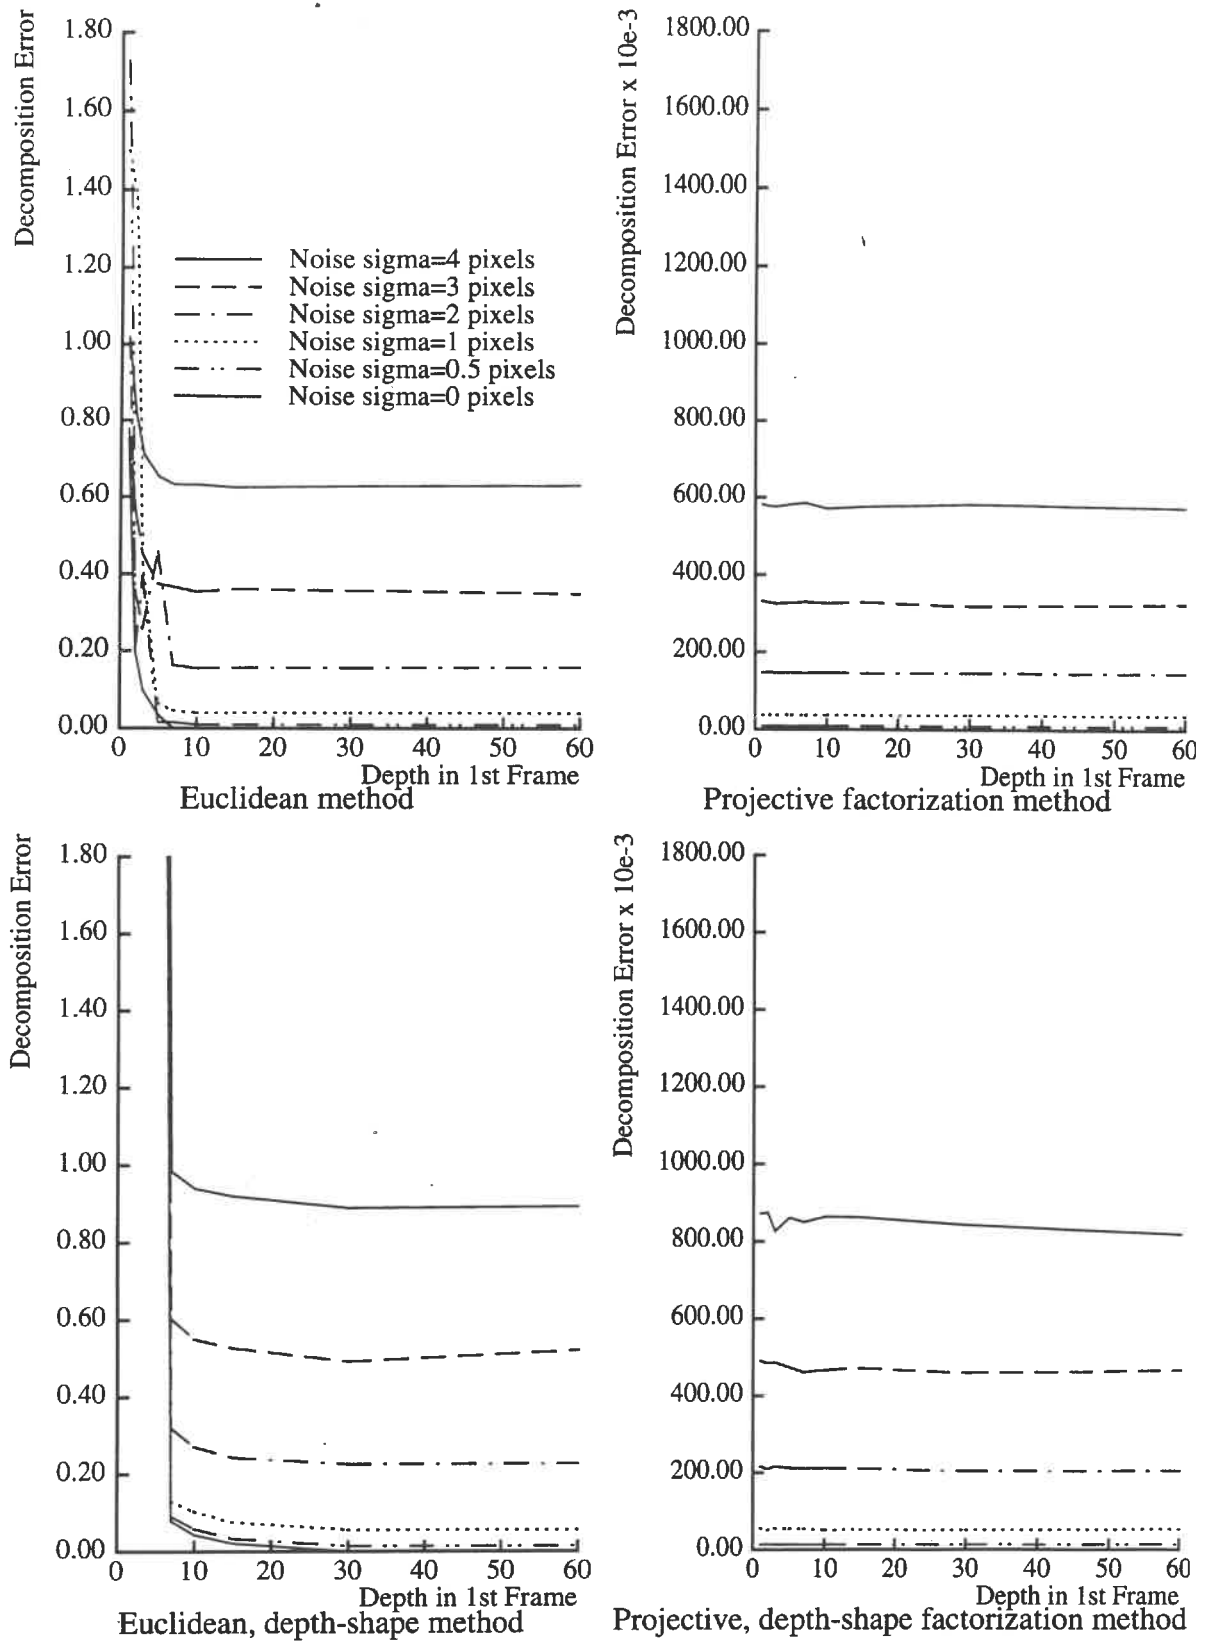 Decomposition Error
1.80
1.60
1.40
1.20
1.00
0.80
0.60
0.40
0.20
0.00
Noise sigma=4 pixels
Noise sigma=3 pixels
Noise sigma=2 pixels
Noise sigma=1 pixels
Noise sigma=0.5 pixels
Noise sigma=0 pixels
0 10 20 30 40 50 60
Depth in 1st Frame
Euclidean method
Decomposition Error x 10e-3
1800.00
1600.00
1400.00
1200.00
1000.00
800.00
600.00
400.00
200.00
0.00
0 10 20 30 40 50 60
Depth in 1st Frame
Projective factorization method
Decomposition Error
1.80
1.60
1.40
1.20
1.00
0.80
0.60
0.40
0.20
0.00
0 10 20 30 40 50 60
Depth in 1st Frame
Euclidean, depth-shape method
Decomposition Error x 10e-3
1800.00
1600.00
1400.00
1200.00
1000.00
800.00
600.00
400.00
200.00
0.00
0 10 20 30 40 50 60
Depth in 1st Frame
Projective, depth-shape factorization method